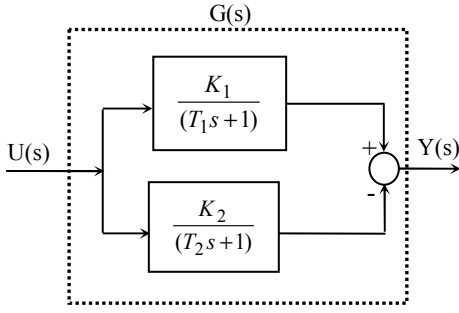 G(s)
K₁
(T₁s+1)
U(s)
+
Y(s)
-
K₂
(T₂s+1)